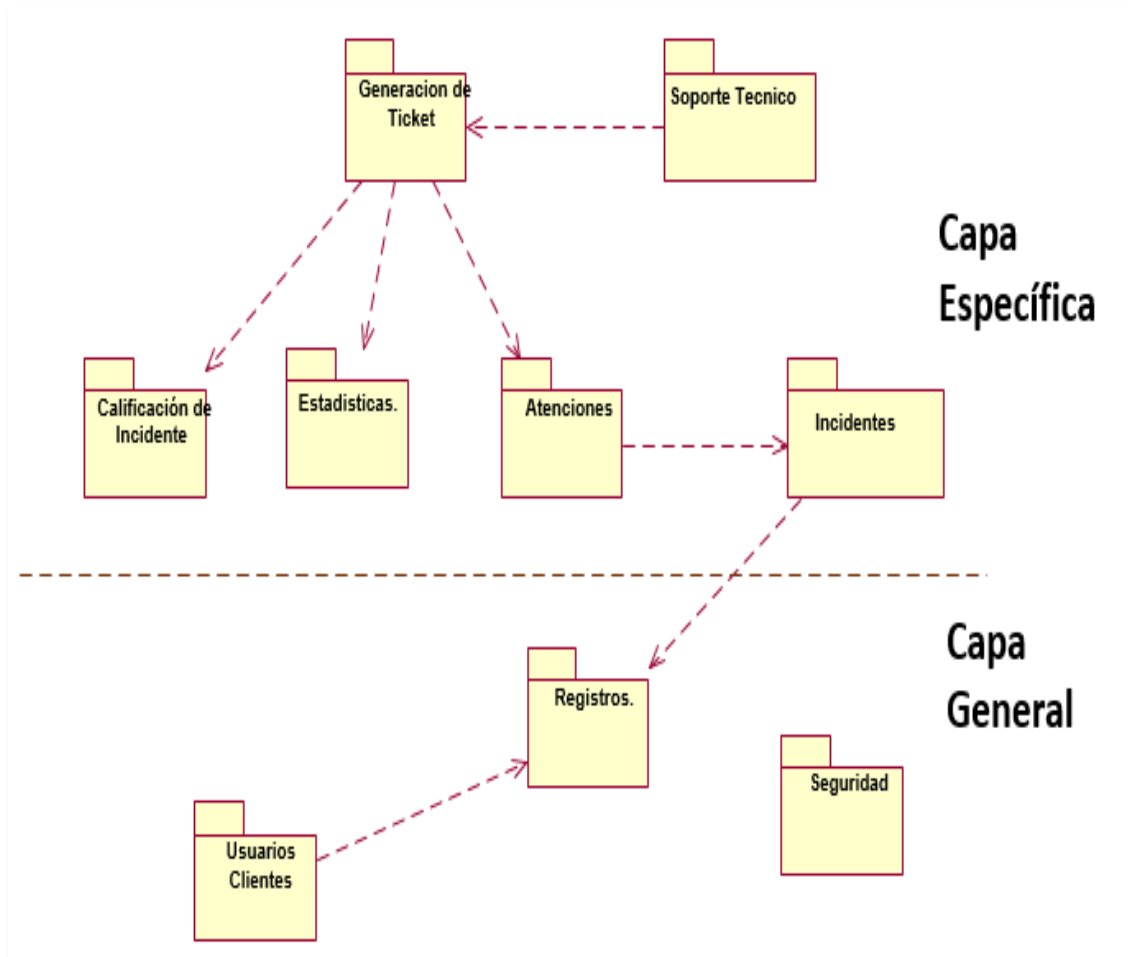 Generacion de
Ticket
Soporte Tecnico
Capa
Específica
Calificación de
Incidente
Estadisticas.
Atenciones
Incidentes
Capa
General
Registros.
Seguridad
Usuarios
Clientes